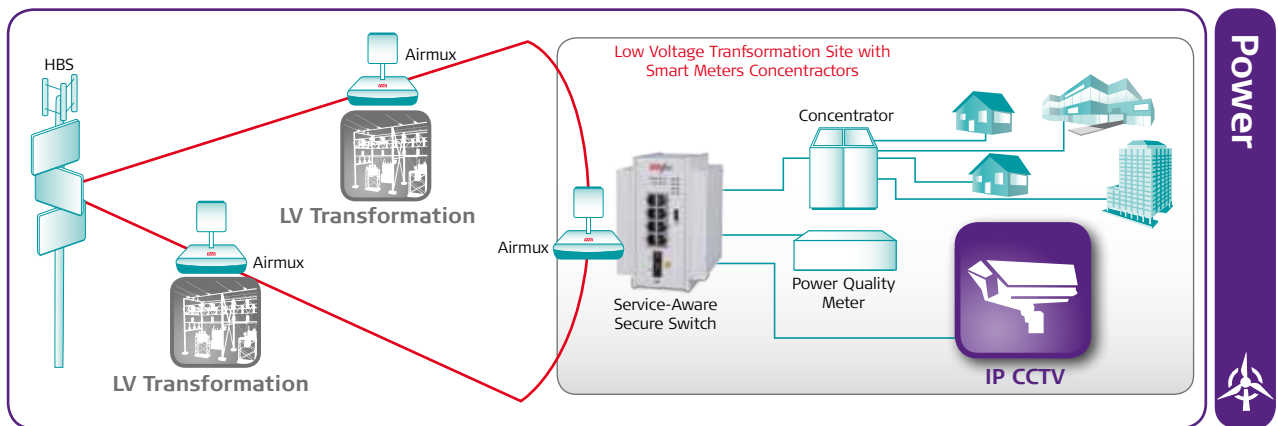 HBS
Airmux
LV Transformation
Airmux
LV Transformation
Low Voltage Tranfsormation Site with
Smart Meters Concentractors
Airmux
Service-Aware
Secure Switch
Concentrator
Power Quality
Meter
IP CCTV
Power